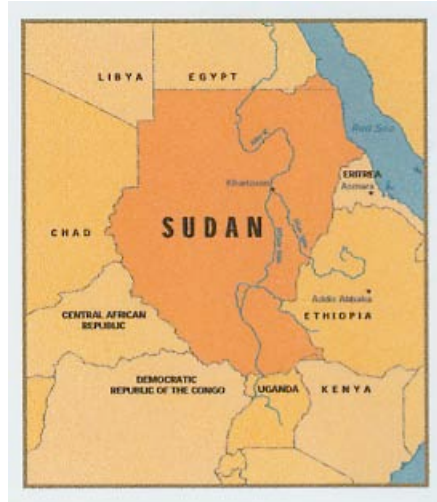 LIBYA
EGYPT
Red Sea
Nile R.
Khartoum
ERITREA
Asmara
SUDAN
CHAD
Addis Ababa
ETHIOPIA
CENTRAL AFRICAN
REPUBLIC
DEMOCRATIC
REPUBLIC OF THE CONGO
UGANDA
KENYA